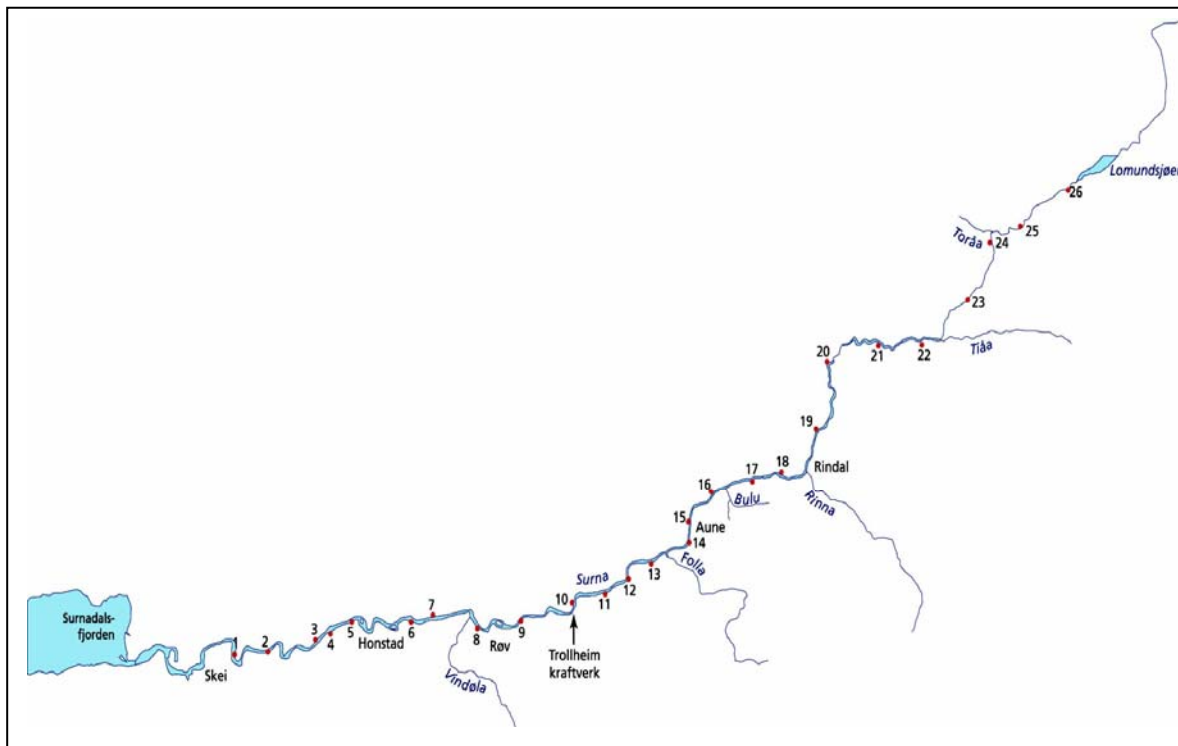 Lomundsjøen
26
25
Toråa
24
23
Tiåa
20
21
22
19
18
Rindal
17
16
Bulu
Rinna
15
Aune
14
Folla
13
Surna
12
11
10
Surnadals-
fjorden
7
9
5
6
3
4
8
1
2
Honstad
Røv
Trollheim
kraftverk
Skei
Vindøla